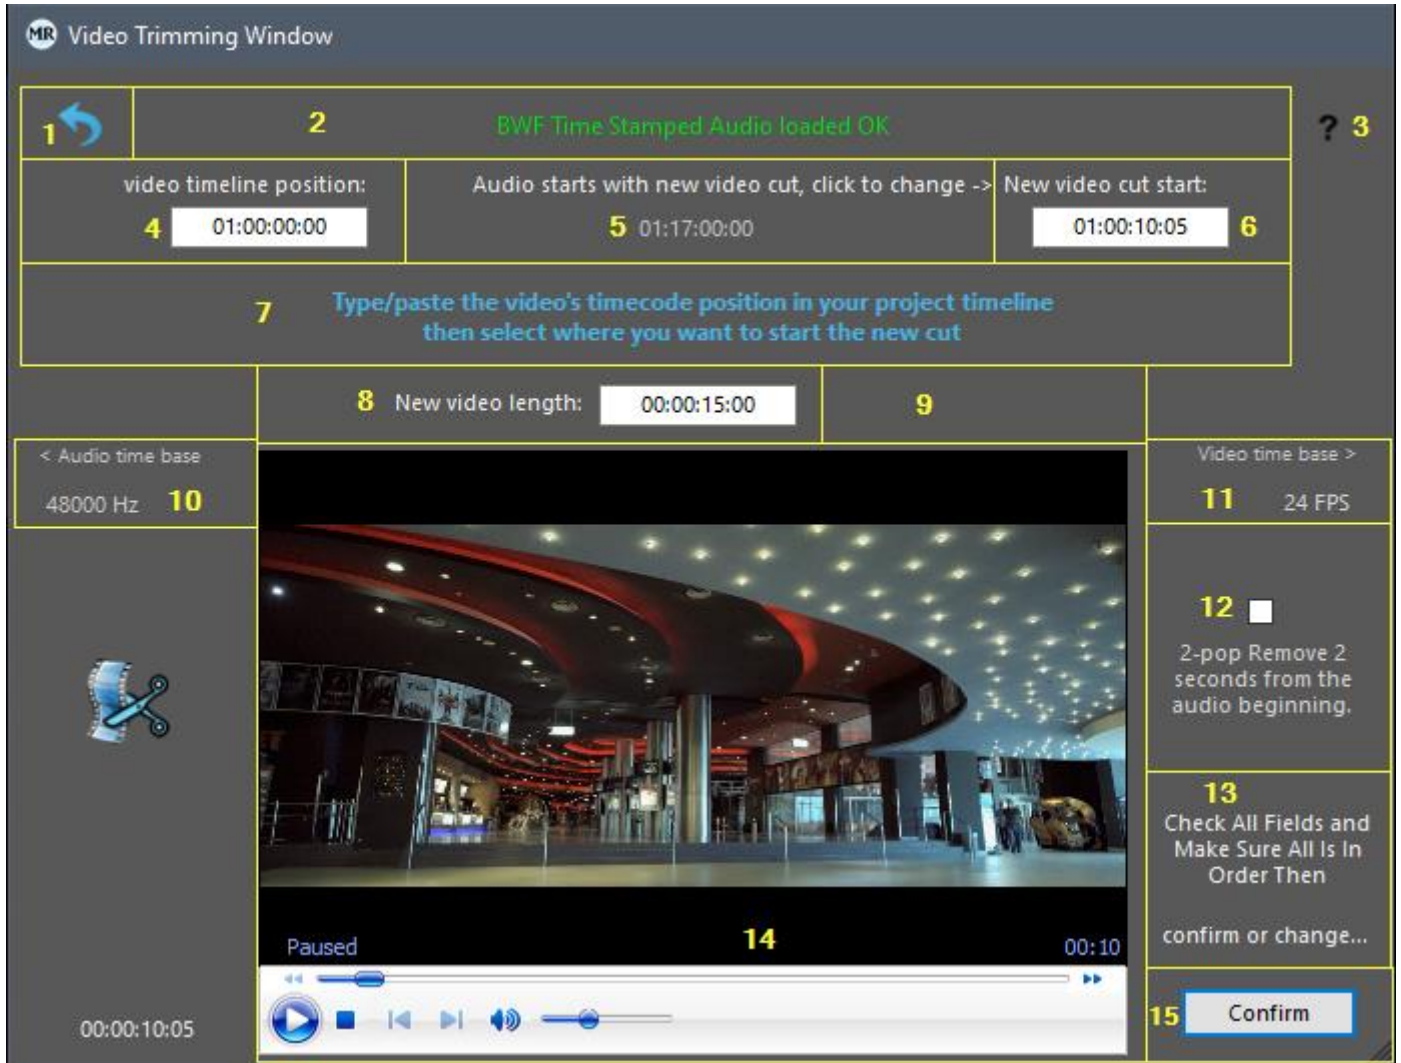 MR Video Trimming Window
1 2 BWF Time Stamped Audio loaded OK ? 3
video timeline position:
4 01:00:00:00
Audio starts with new video cut, click to change ->
5 01:17:00:00
New video cut start:
01:00:10:05 6
7 Type/paste the video's timecode position in your project timeline
then select where you want to start the new cut
8 New video length: 00:00:15:00 9
< Audio time base
48000 Hz 10
Video time base >
11 24 FPS
12
2-pop Remove 2
seconds from the
audio beginning.
13
Check All Fields and
Make Sure All Is In
Order Then
confirm or change...
Paused 14 00:10
00:00:10:05
15 Confirm